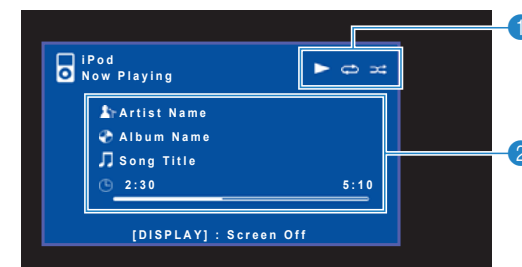 iPod
Now Playing
1
Artist Name
Album Name
Song Title
2:30 5:10
2
[DISPLAY] : Screen Off